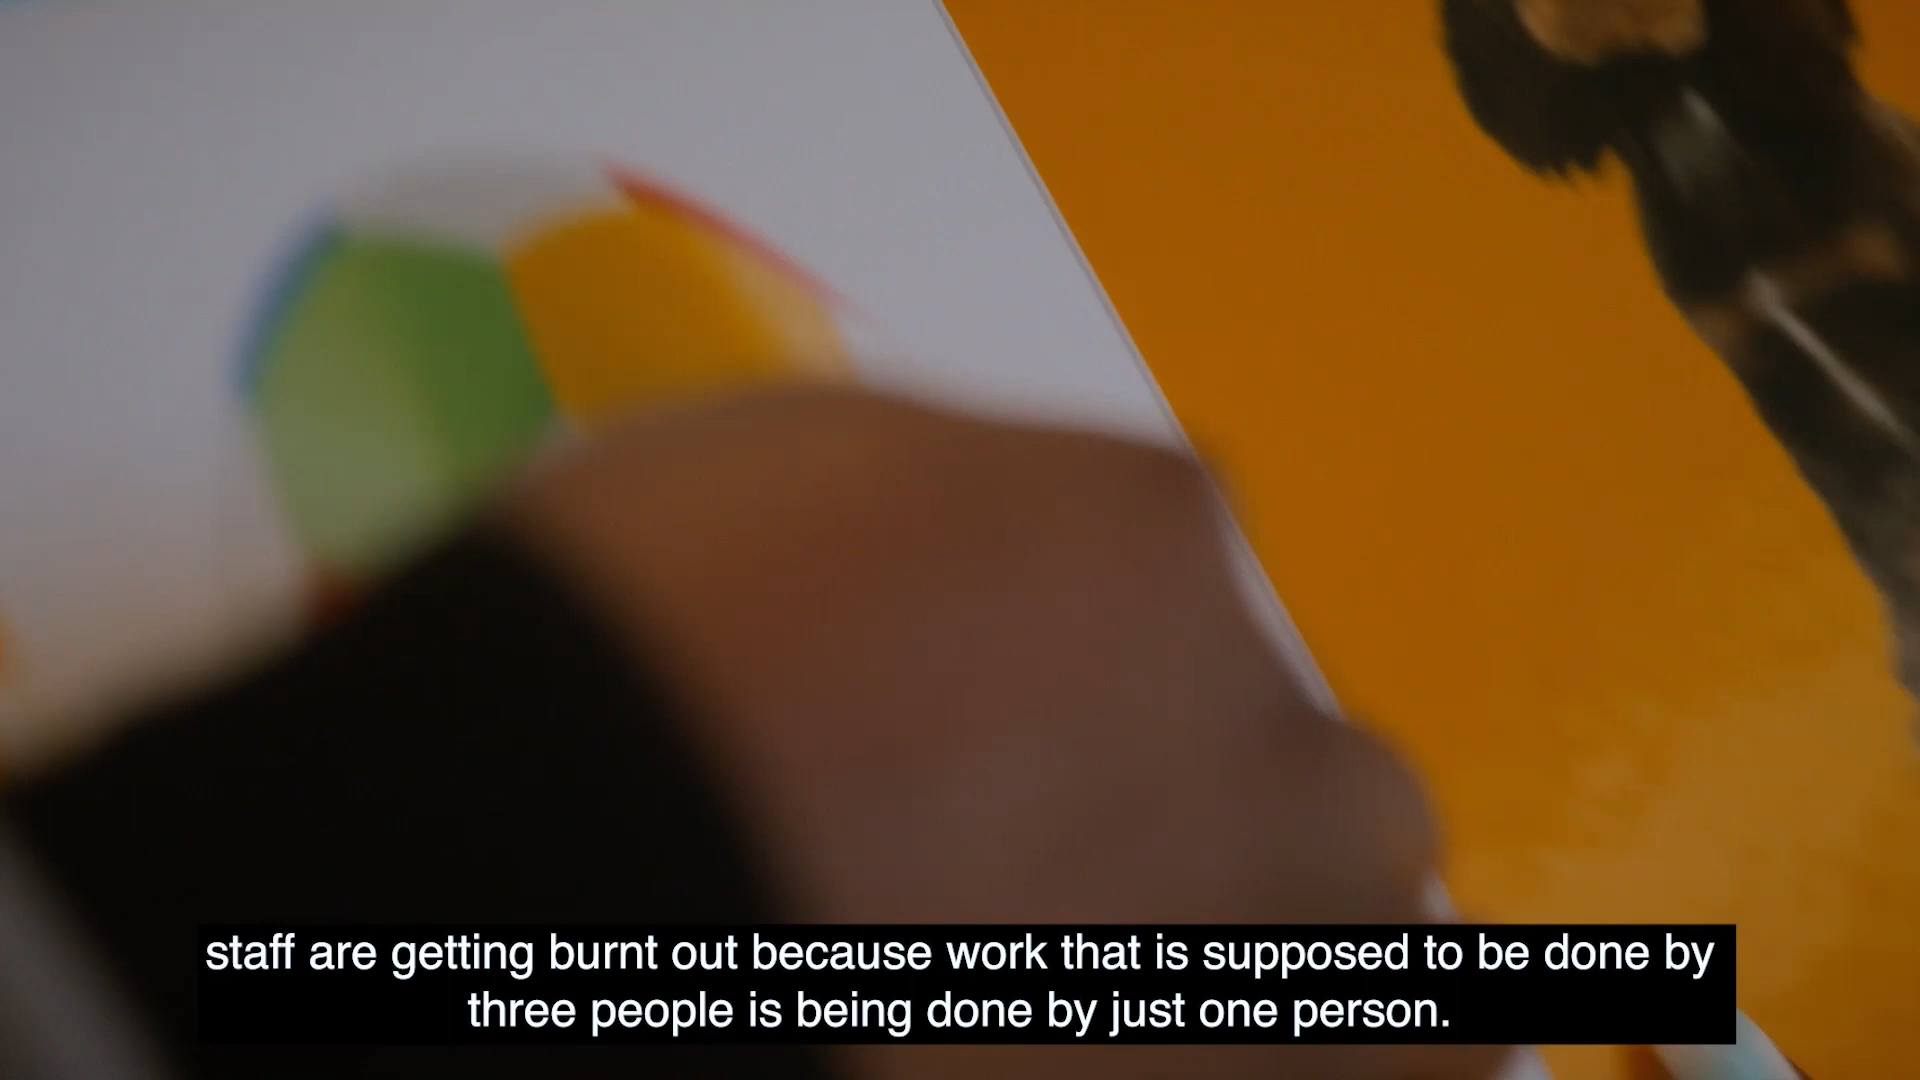 staff are getting burnt out because work that is supposed to be done by
three people is being done by just one person.